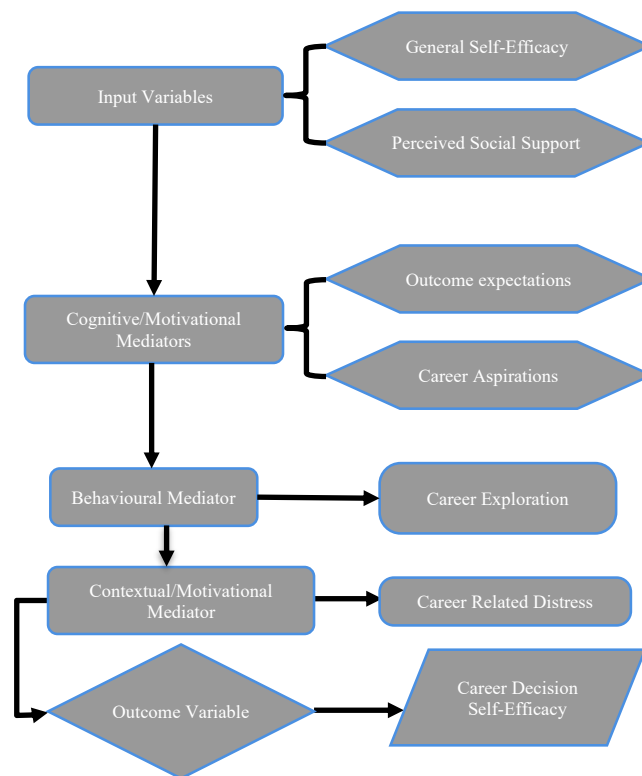 General Self-Efficacy
Input Variables
Perceived Social Support
Outcome expectations
Cognitive/Motivational
Mediators
Career Aspirations
Behavioural Mediator
Career Exploration
Contextual/Motivational
Mediator
Career Related Distress
Outcome Variable
Career Decision
Self-Efficacy